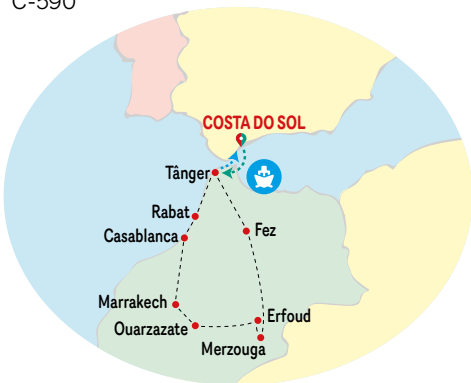 C-590
COSTA DO SOL
Tânger
Rabat
Fez
Casablanca
Marrakech
Erfoud
Ouarzazate
Merzouga